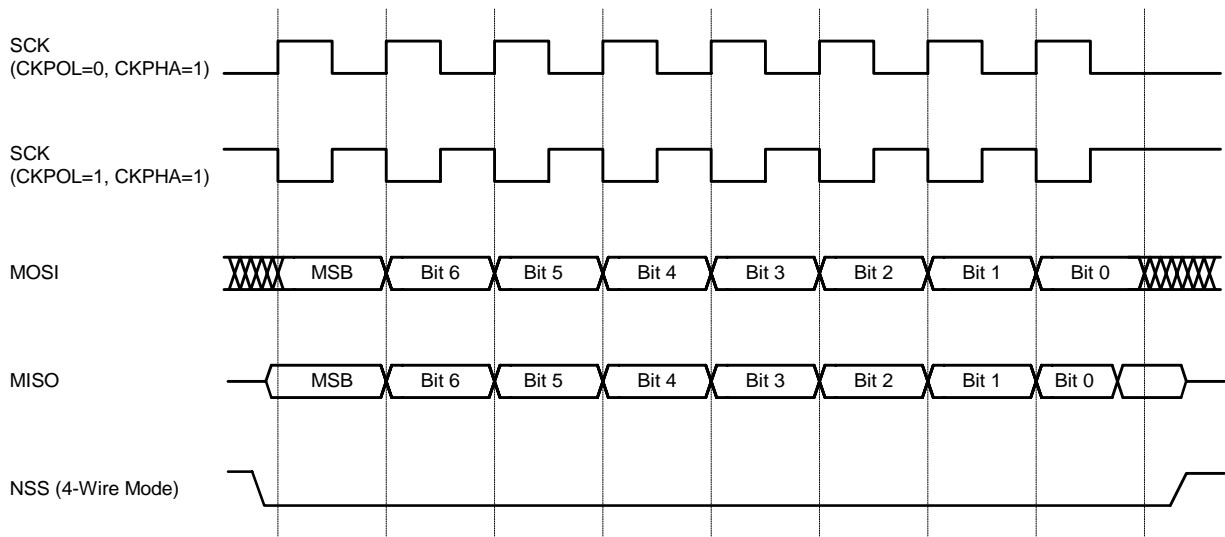 SCK
(CKPOL=0, CKPHA=1)
SCK
(CKPOL=1, CKPHA=1)
MOSI
MSB Bit 6 Bit 5 Bit 4 Bit 3 Bit 2 Bit 1 Bit 0
MISO
MSB Bit 6 Bit 5 Bit 4 Bit 3 Bit 2 Bit 1 Bit 0
NSS (4-Wire Mode)